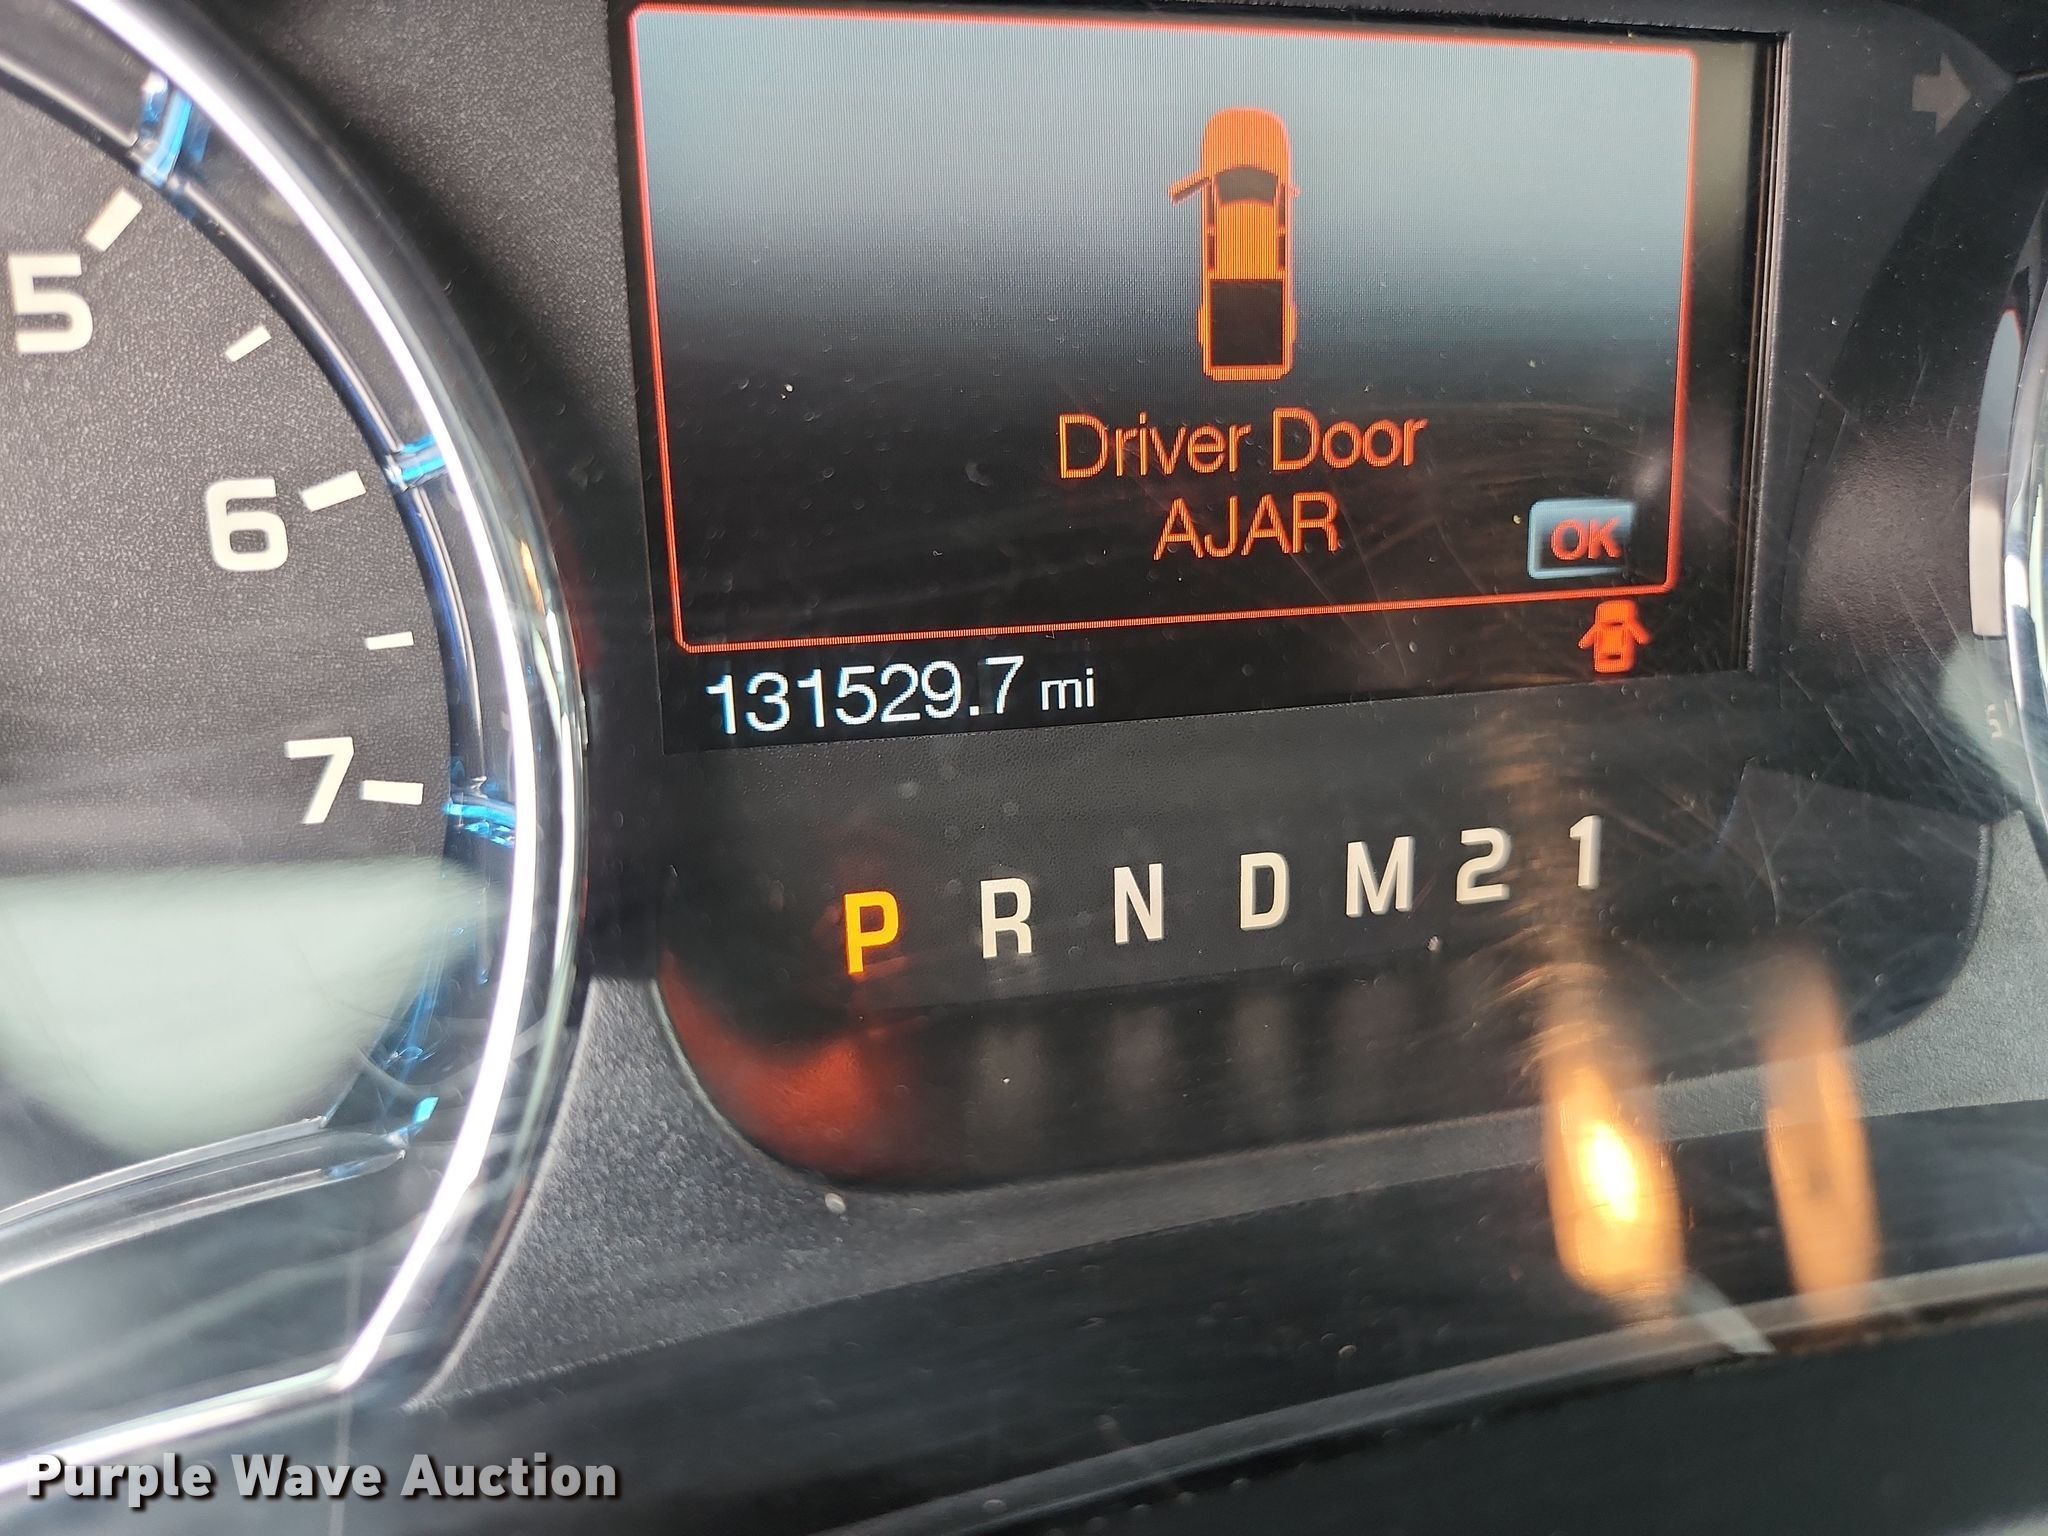 5
6
7
Driver Door
AJAR
OK
131529.7 mi
P R N D M 2 1
Purple Wave Auction